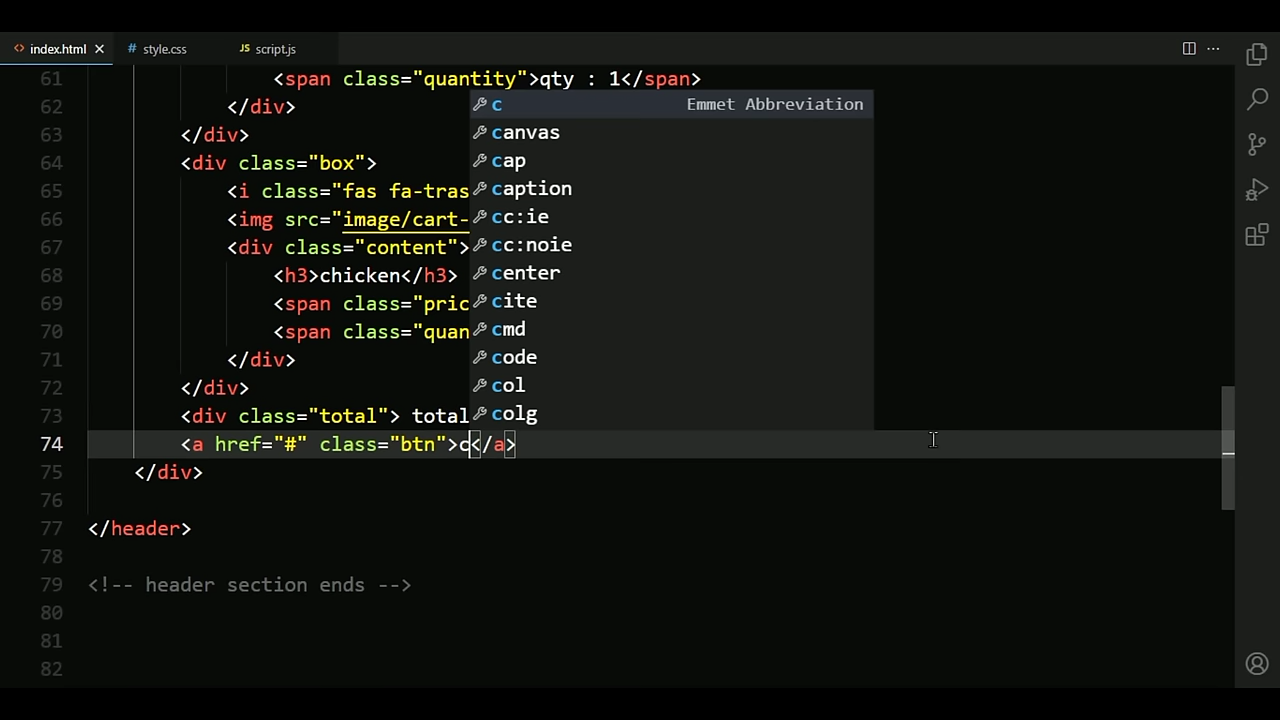 index.html style.css JS script.js
61 <span class="quantity">qty : 1</span>
62 </div>
63 </div>
64 <div class="box">
65 <i class="fas fa-tras
66 <img src="image/cart-
67 <div class="content">
68 <h3>chicken</h3>
69 <span class="pric
70 <span class="quan
71 </div>
72 </div>
73 <div class="total"> total
74 <a href="#" class="btn">c</a>
75 </div>
76
77 </header>
78
79 <!-- header section ends -->
80
81
82
c Emmet Abbreviation
canvas
cap
caption
cc:ie
cc:noie
center
cite
cmd
code
col
colg